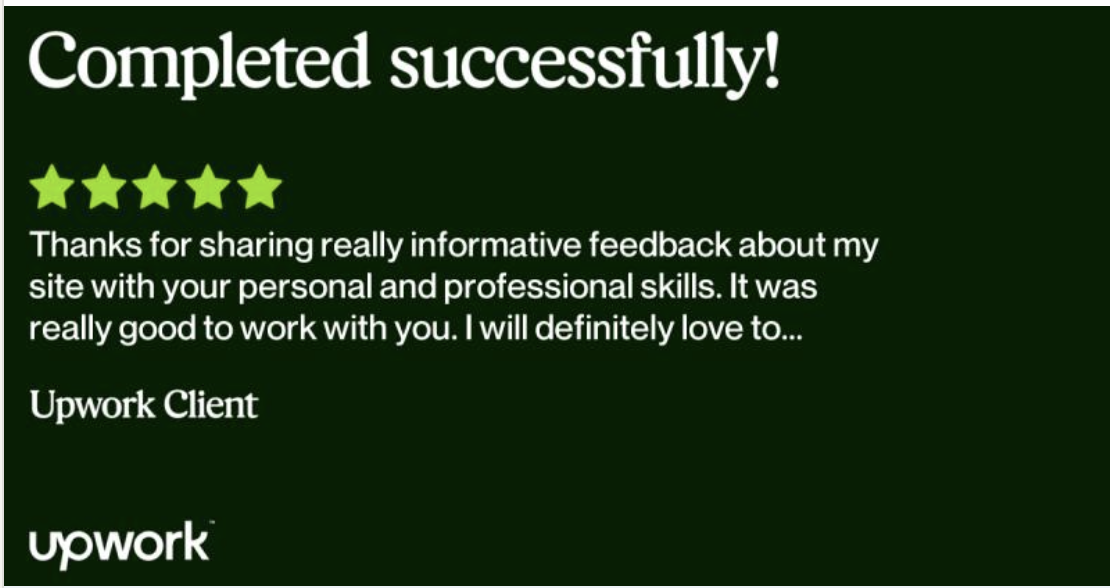 Completed successfully!
Thanks for sharing really informative feedback about my
site with your personal and professional skills. It was
really good to work with you. I will definitely love to...
Upwork Client
upwork™